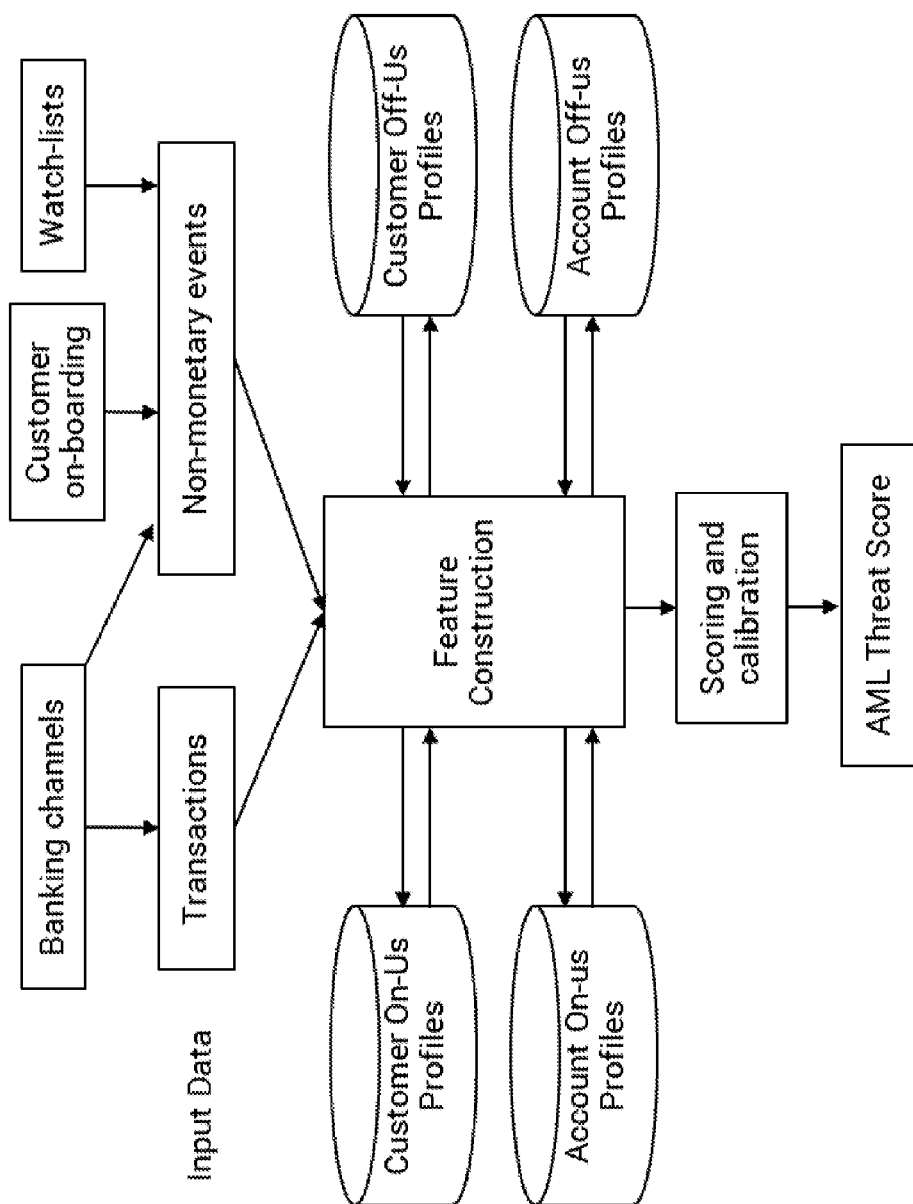 Banking channels
Customer
on-boarding
Watch-lists
Input Data
Transactions
Non-monetary events
Customer On-Us
Profiles
Feature
Construction
Customer Off-Us
Profiles
Account On-us
Profiles
Account Off-us
Profiles
Scoring and
calibration
AML Threat Score